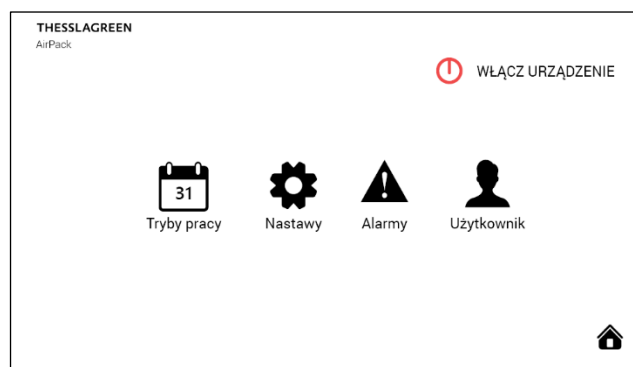 THESSLAGREEN
AirPack
WŁĄCZ URZĄDZENIE
31
Tryby pracy
Nastawy
Alarmy
Użytkownik